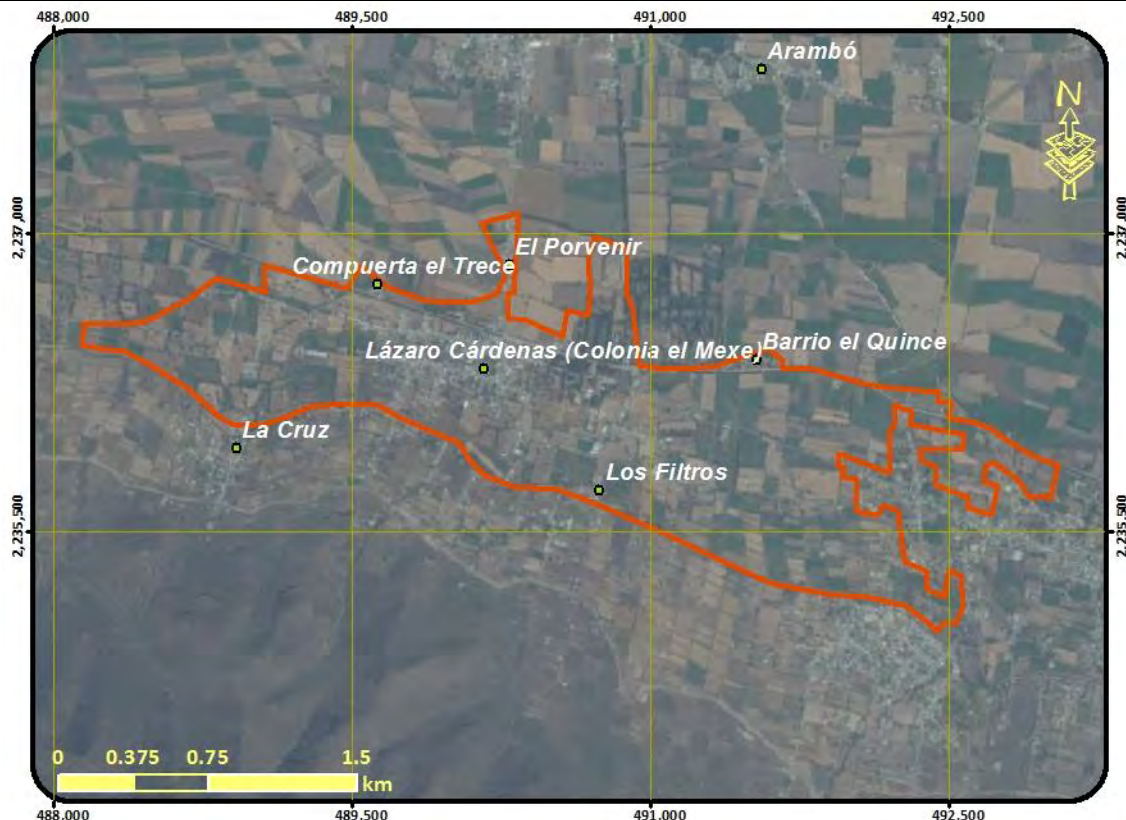 488,000 489,500 491,000 492,500
Arambó
N
2,237,000 2,237,000
El Porvenir
Compuerta el Trece
Lázaro Cárdenas (Colonia el Mexe) Barrio el Quince
La Cruz
Los Filtros
2,235,500 2,235,500
0 0.375 0.75 1.5
km
488,000 489,500 491,000 492,500